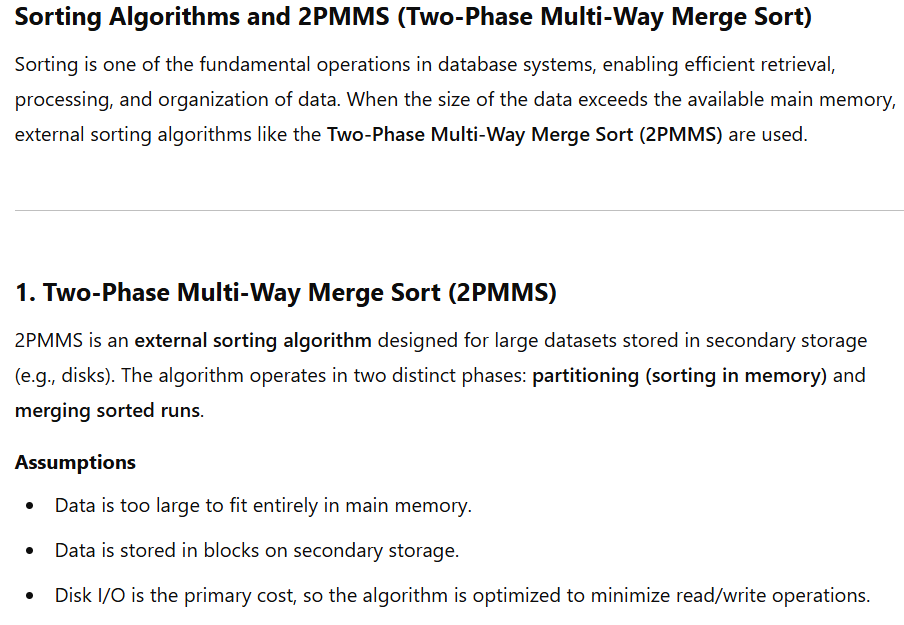 Sorting Algorithms and 2PMMS (Two-Phase Multi-Way Merge Sort)
Sorting is one of the fundamental operations in database systems, enabling efficient retrieval,
processing, and organization of data. When the size of the data exceeds the available main memory,
external sorting algorithms like the Two-Phase Multi-Way Merge Sort (2PMMS) are used.
1. Two-Phase Multi-Way Merge Sort (2PMMS)
2PMMS is an external sorting algorithm designed for large datasets stored in secondary storage
(e.g., disks). The algorithm operates in two distinct phases: partitioning (sorting in memory) and
merging sorted runs.
Assumptions
• Data is too large to fit entirely in main memory.
• Data is stored in blocks on secondary storage.
• Disk I/O is the primary cost, so the algorithm is optimized to minimize read/write operations.